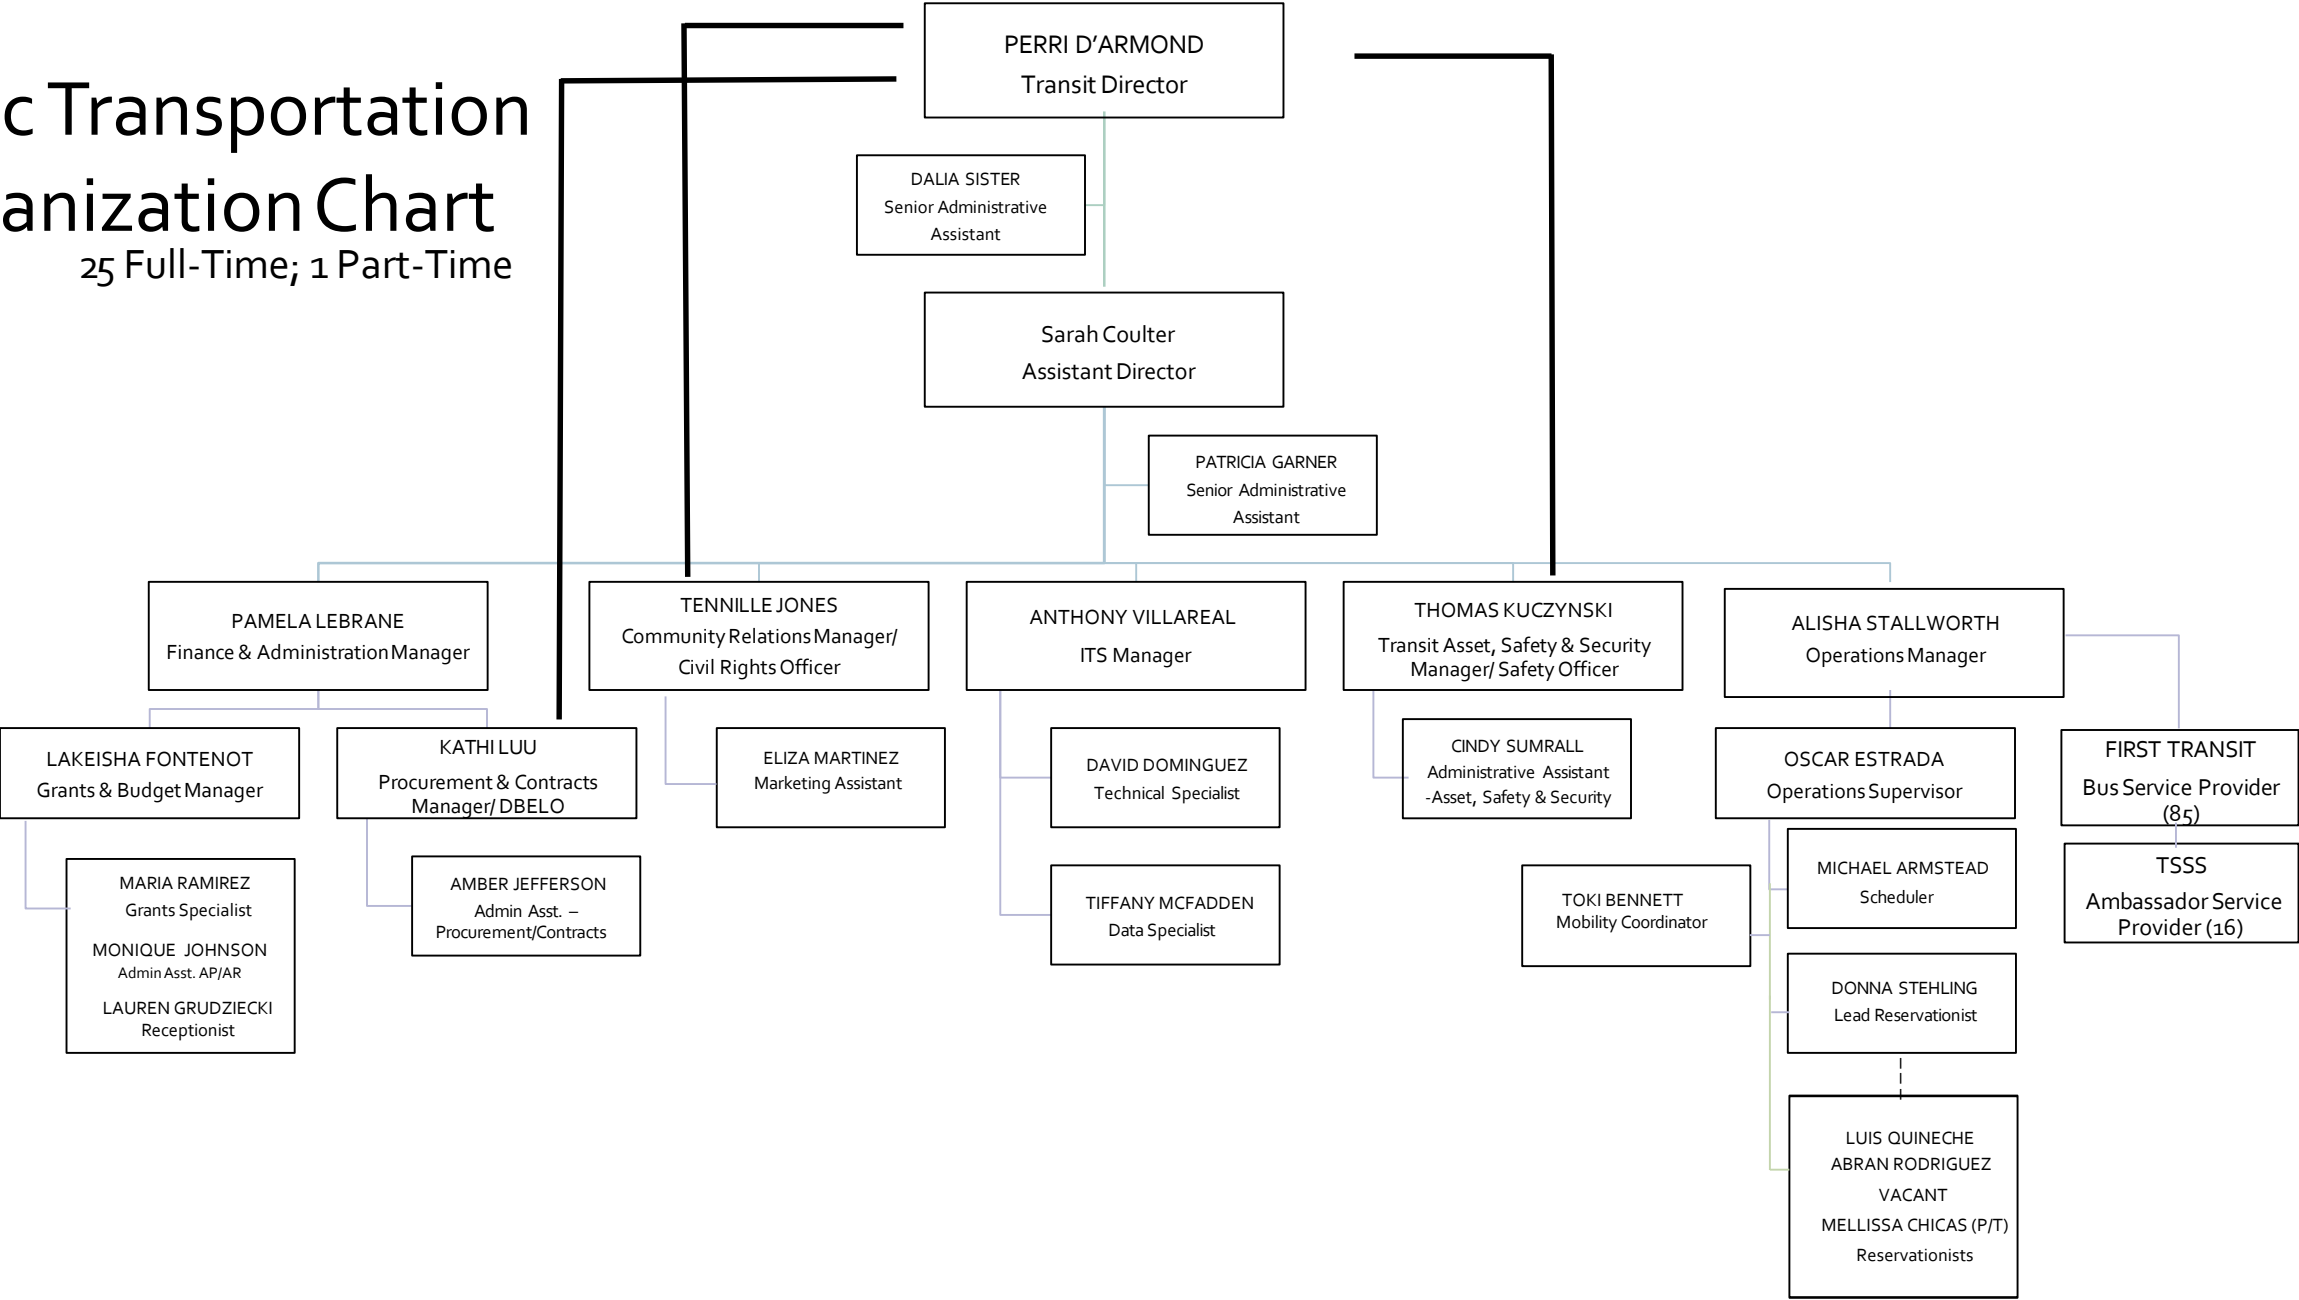 c Transportation
anization Chart
25 Full-Time; 1 Part-Time
PERRI D’ARMOND
Transit Director
DALIA SISTER
Senior Administrative
Assistant
Sarah Coulter
Assistant Director
PATRICIA GARNER
Senior Administrative
Assistant
PAMELA LEBRANE
Finance & Administration Manager
TENNILLE JONES
Community Relations Manager/
Civil Rights Officer
ANTHONY VILLAREAL
ITS Manager
THOMAS KUCZYNSKI
Transit Asset, Safety & Security
Manager/ Safety Officer
ALISHA STALLWORTH
Operations Manager
LAKEISHA FONTENOT
Grants & Budget Manager
KATHI LUU
Procurement & Contracts
Manager/ DBELO
ELIZA MARTINEZ
Marketing Assistant
DAVID DOMINGUEZ
Technical Specialist
CINDY SUMRALL
Administrative Assistant
-Asset, Safety & Security
OSCAR ESTRADA
Operations Supervisor
FIRST TRANSIT
Bus Service Provider
(85)
MARIA RAMIREZ
Grants Specialist
MONIQUE JOHNSON
Admin Asst. AP/AR
LAUREN GRUDZIECKI
Receptionist
AMBER JEFFERSON
Admin Asst. –
Procurement/Contracts
TIFFANY MCFADDEN
Data Specialist
TOKI BENNETT
Mobility Coordinator
MICHAEL ARMSTEAD
Scheduler
TSSS
Ambassador Service
Provider (16)
DONNA STEHLING
Lead Reservationist
LUIS QUINECHE
ABRAN RODRIGUEZ
VACANT
MELLISSA CHICAS (P/T)
Reservationists